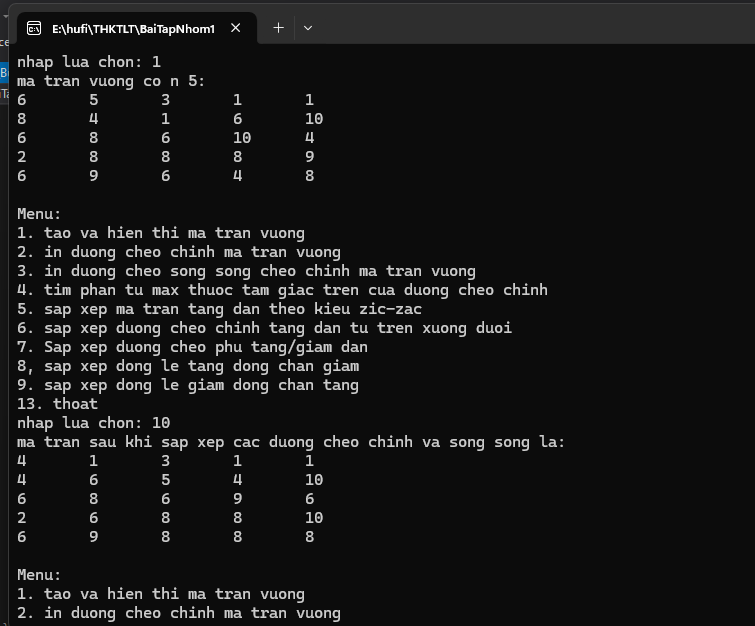 E:\hufi\THKTLT\BaiTapNhom1
nhap lua chon: 1
ma tran vuong co n 5:
6 5 3 1 1
8 4 1 6 10
6 8 6 10 4
2 8 8 8 9
6 9 6 4 8
Menu:
1. tao va hien thi ma tran vuong
2. in duong cheo chinh ma tran vuong
3. in duong cheo song song cheo chinh ma tran vuong
4. tim phan tu max thuoc tam giac tren cua duong cheo chinh
5. sap xep ma tran tang dan theo kieu zic-zac
6. sap xep duong cheo chinh tang dan tu tren xuong duoi
7. Sap xep duong cheo phu tang/giam dan
8, sap xep dong le tang dong chan giam
9. sap xep dong le giam dong chan tang
13. thoat
nhap lua chon: 10
ma tran sau khi sap xep cac duong cheo chinh va song song la:
4 1 3 1 1
4 6 5 4 10
6 8 6 9 6
2 6 8 8 10
6 9 8 8 8
Menu:
1. tao va hien thi ma tran vuong
2. in duong cheo chinh ma tran vuong